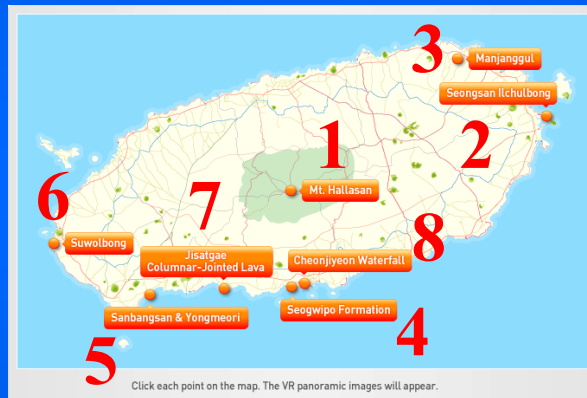 3
Manjanggul
Seongsan Ilchulbong
1
2
Mt. Hallasan
6
7
8
Suwolbong
Jisatgae
Columnar-Jointed Lava
Cheonjiyeon Waterfall
Sanbangsan & Yongmeori
Seogwipo Formation
4
5
Click each point on the map. The VR panoramic images will appear.